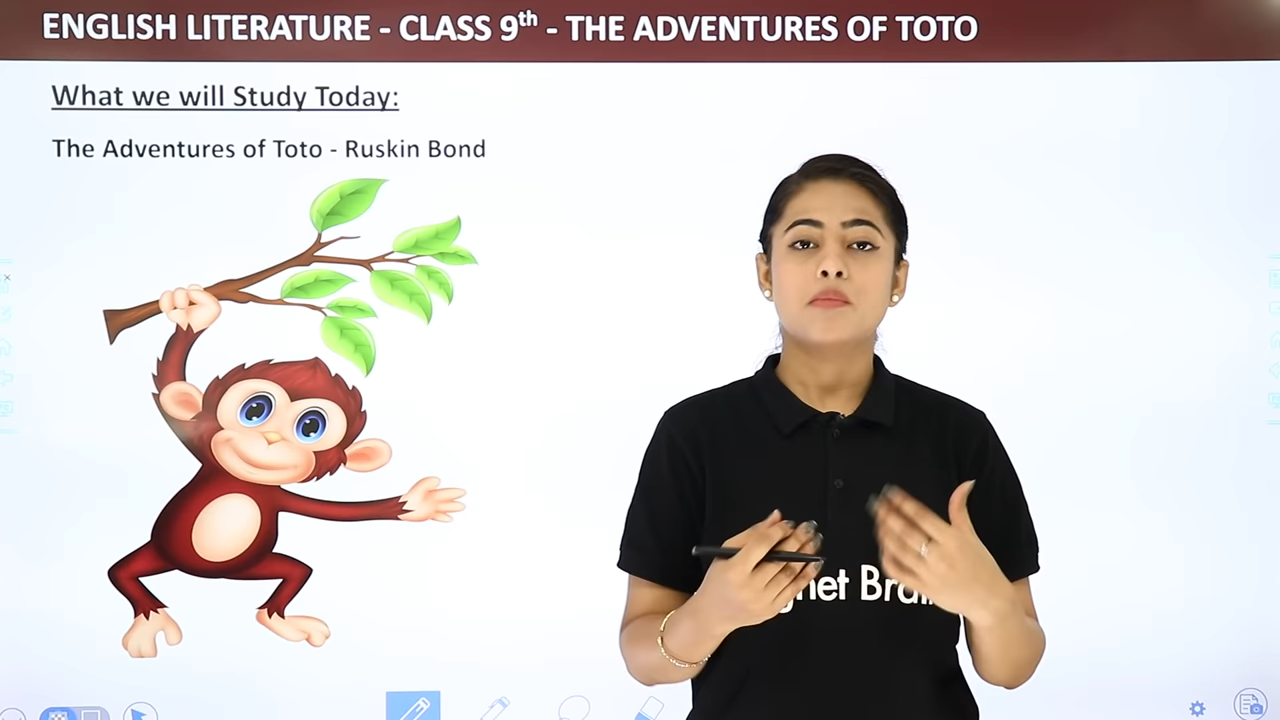 ENGLISH LITERATURE - CLASS 9th - THE ADVENTURES OF TOTO
What we will Study Today:
The Adventures of Toto - Ruskin Bond